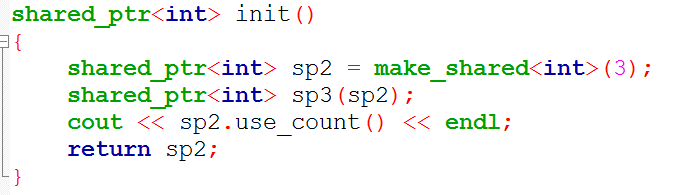 shared_ptr<int> init()
{
    shared_ptr<int> sp2 = make_shared<int>(3);
    shared_ptr<int> sp3(sp2);
    cout << sp2.use_count() << endl;
    return sp2;
}